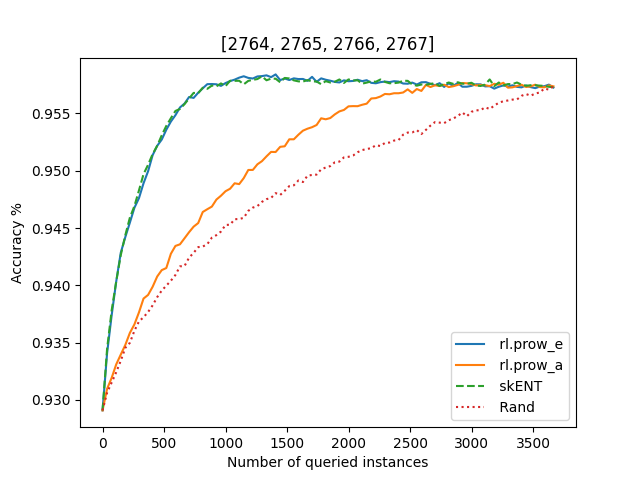 [2764, 2765, 2766, 2767]
Accuracy %
0.955
0.950
0.945
0.940
0.935
0.930
rl.prow_e
rl.prow_a
skENT
Rand
0 500 1000 1500 2000 2500 3000 3500
Number of queried instances